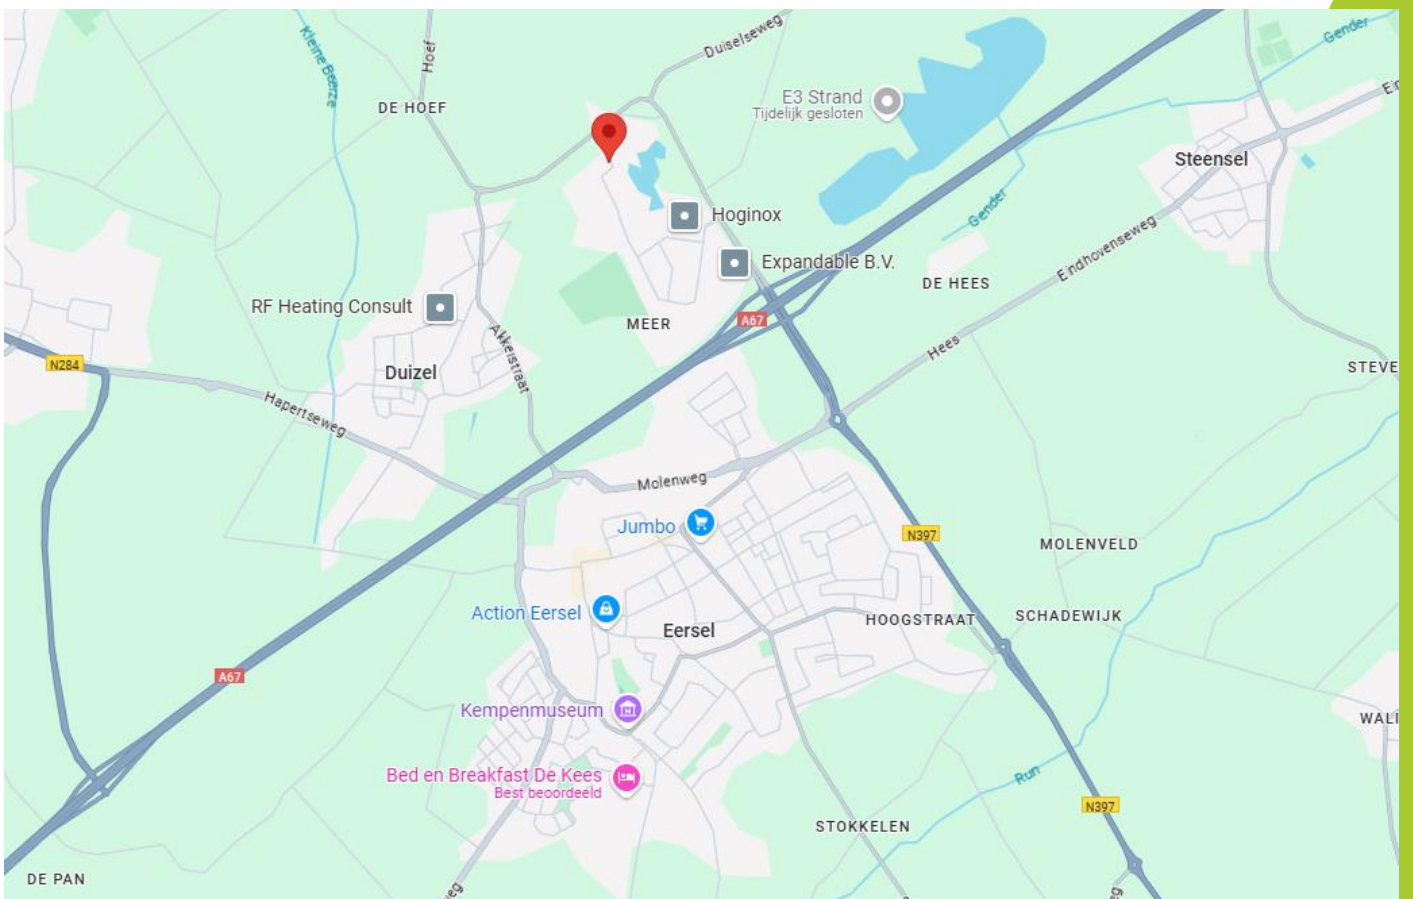 Kleine Beerze
Hoef
DE HOEF
Duiselseweg
E3 Strand
Tijdelijk gesloten
Gender
Steensel
Gender
Hoginox
Expandable B.V.
Eindhovenseweg
DE HEES
RF Heating Consult
MEER
A67
Akkerstraat
Hees
N284
Duizel
STEVE
Hapertseweg
Molenweg
Jumbo
N397
MOLENVELD
Action Eersel
Eersel
HOOGSTRAAT
SCHADEWIJK
A67
Kempenmuseum
WALI
Bed en Breakfast De Kees
Best beoordeeld
Run
N397
STOKKELEN
DE PAN